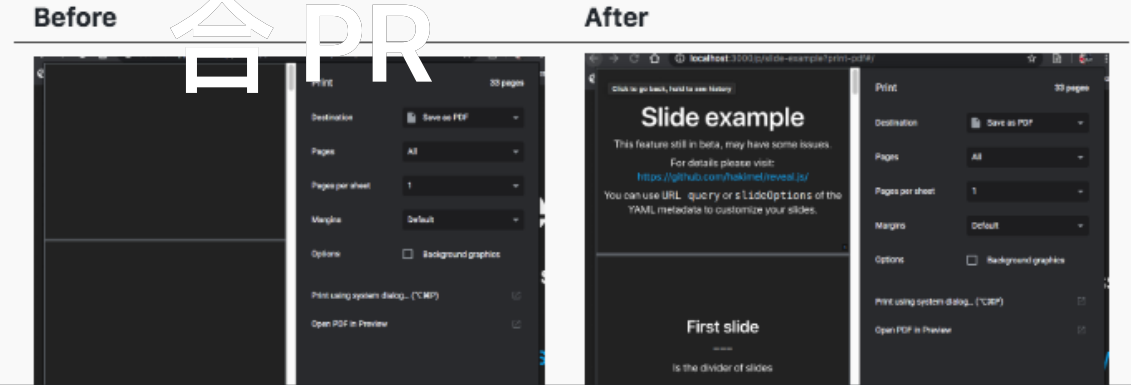 Before
合 PR
Print 33 pages
Destination Save as PDF
Pages All
Pages per sheet 1
Margins Default
Options Background graphics
Print using system dialog... (⌥⌘P)
Open PDF in Preview
After
localhost:3000/p/slide-example?print-pdf#/
Click to go back, hold to see history
Slide example
This feature still in beta, may have some issues.
For details please visit:
https://github.com/hakimel/reveal.js/
You can use URL query or slideOptions of the
YAML metadata to customize your slides.
First slide
---
Is the divider of slides
Print 33 pages
Destination Save as PDF
Pages All
Pages per sheet 1
Margins Default
Options Background graphics
Print using system dialog... (⌥⌘P)
Open PDF in Preview